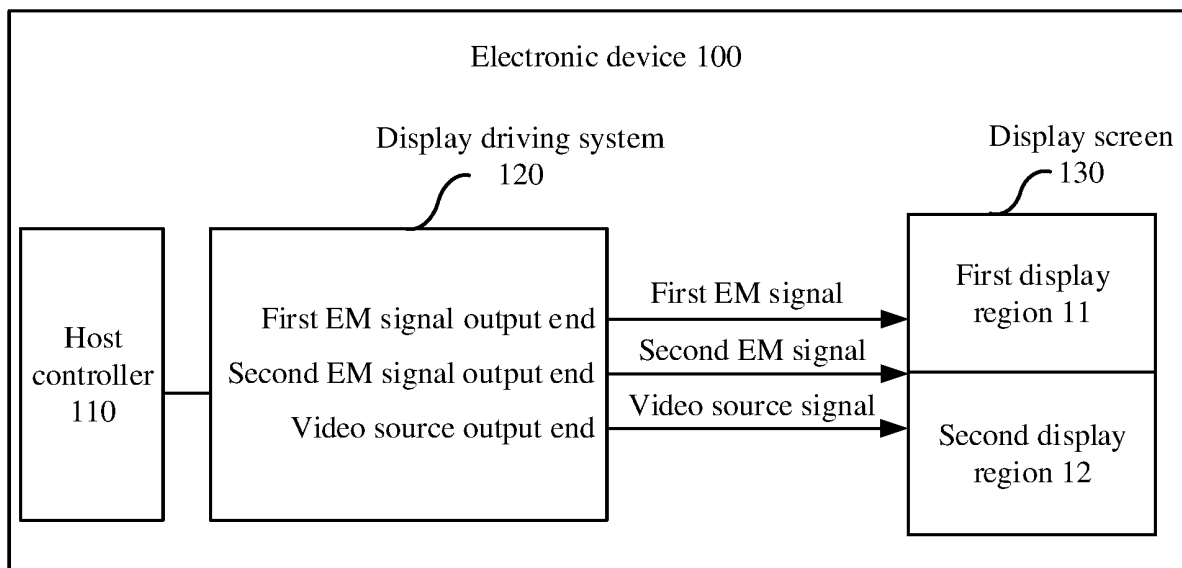 Electronic device 100
Display driving system
120
Display screen
130
Host
controller
110
First EM signal output end
Second EM signal output end
Video source output end
First EM signal
Second EM signal
Video source signal
First display
region 11
Second display
region 12